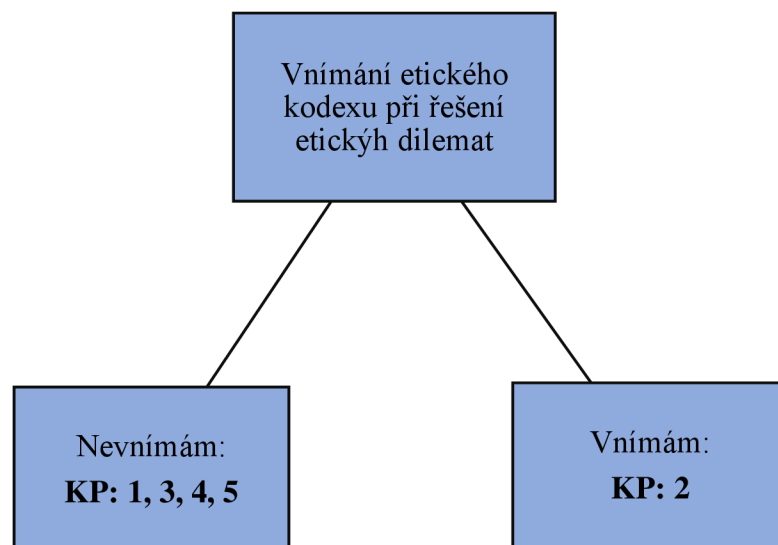 Vnímání etického
kodexu při řešení
etickýh dilemat
Nevnímám:
KP: 1, 3, 4, 5
Vnímám:
KP: 2